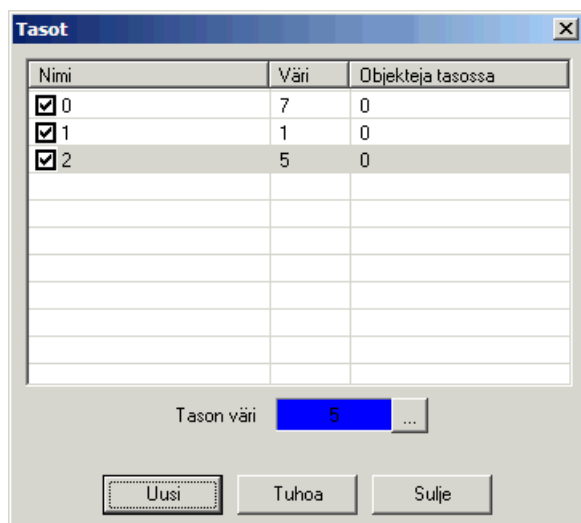 Tasot
Nimi Väri Objekteja tasossa
0 7 0
1 1 0
2 5 0
Tason väri 5 ...
Uusi Tuhoa Sulje